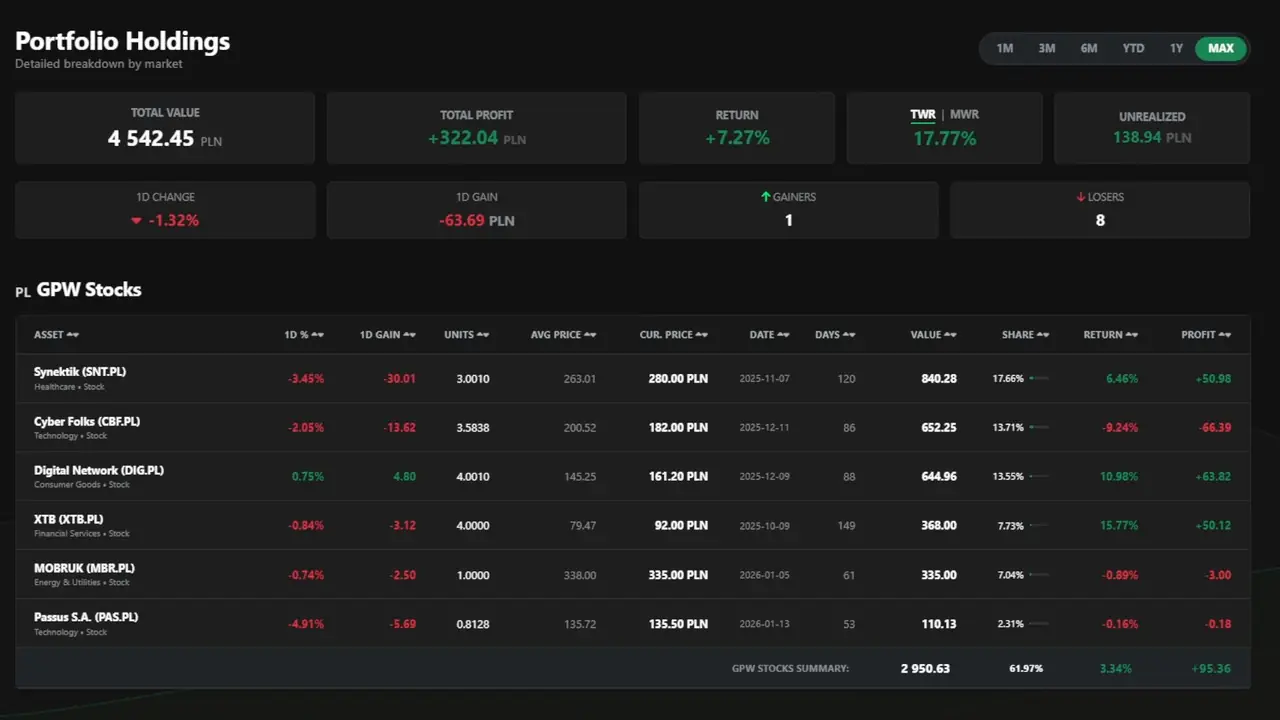 Portfolio Holdings
Detailed breakdown by market
1M 3M 6M YTD 1Y MAX
TOTAL VALUE
4 542.45 PLN
TOTAL PROFIT
+322.04 PLN
RETURN
+7.27%
TWR | MWR
17.77%
UNREALIZED
138.94 PLN
1D CHANGE
-1.32%
1D GAIN
-63.69 PLN
GAINERS
1
LOSERS
8
PL GPW Stocks
ASSET 1D % 1D GAIN UNITS AVG PRICE CUR. PRICE DATE DAYS VALUE SHARE RETURN PROFIT
Synektik (SNT.PL) -3.45% -30.01 3.0010 263.01 280.00 PLN 2025-11-07 120 840.28 17.66% 6.46% +50.98
Healthcare • Stock
Cyber Folks (CBF.PL) -2.05% -13.62 3.5838 200.52 182.00 PLN 2025-12-11 86 652.25 13.71% -9.24% -66.39
Technology • Stock
Digital Network (DIG.PL) 0.75% 4.80 4.0010 145.25 161.20 PLN 2025-12-09 88 644.96 13.55% 10.98% +63.82
Consumer Goods • Stock
XTB (XTB.PL) -0.84% -3.12 4.0000 79.47 92.00 PLN 2025-10-09 149 368.00 7.73% 15.77% +50.12
Financial Services • Stock
MOBRUK (MBR.PL) -0.74% -2.50 1.0000 338.00 335.00 PLN 2026-01-05 61 335.00 7.04% -0.89% -3.00
Energy & Utilities • Stock
Passus S.A. (PAS.PL) -4.91% -5.69 0.8128 135.72 135.50 PLN 2026-01-13 53 110.13 2.31% -0.16% -0.18
Technology • Stock
GPW STOCKS SUMMARY: 2 950.63 61.97% 3.34% +95.36